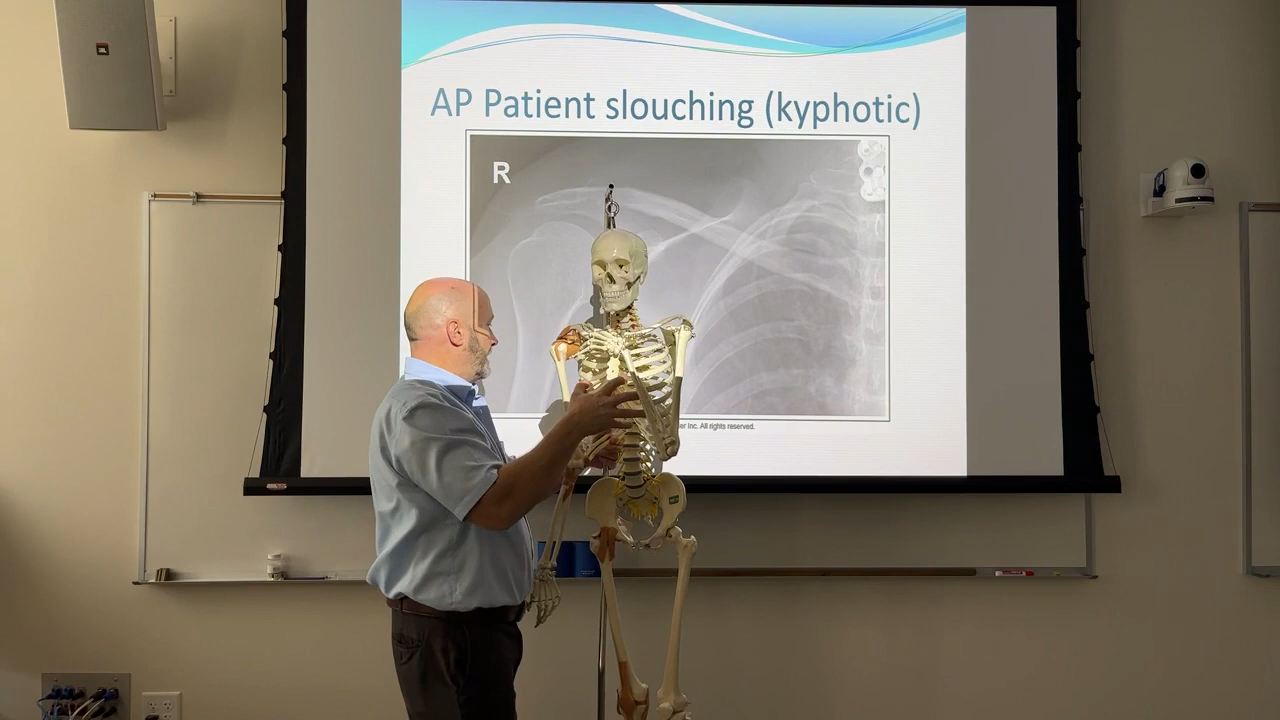 AP Patient slouching (kyphotic)
R
er Inc. All rights reserved.